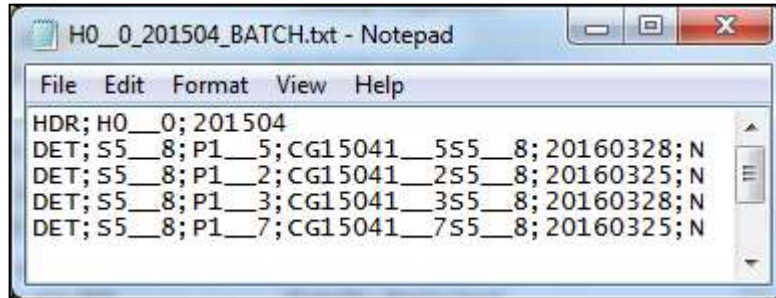 H0__0_201504_BATCH.txt - Notepad
File Edit Format View Help
HDR;H0__0;201504
DET;S5__8;P1__5;CG15041__5S5__8;20160328;N
DET;S5__8;P1__2;CG15041__2S5__8;20160325;N
DET;S5__8;P1__3;CG15041__3S5__8;20160328;N
DET;S5__8;P1__7;CG15041__7S5__8;20160325;N